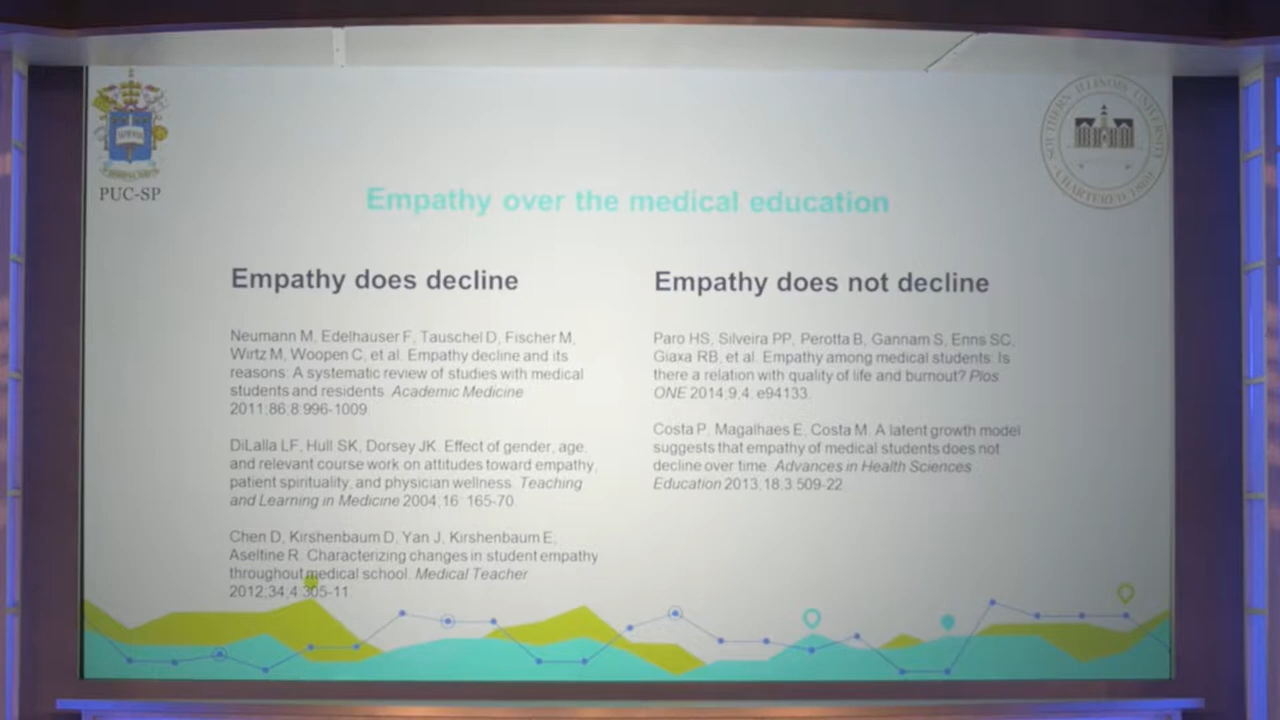 PUC-SP
SOUTHERN ILLINOIS UNIVERSITY
CHARTERED 1869
Empathy over the medical education
Empathy does decline
Neumann M, Edelhauser F, Tauschel D, Fischer M,
Wirtz M, Woopen C, et al. Empathy decline and its
reasons: A systematic review of studies with medical
students and residents. Academic Medicine
2011;86:8:996-1009
DiLalla LF, Hull SK, Dorsey JK. Effect of gender, age,
and relevant course work on attitudes toward empathy,
patient spirituality, and physician wellness. Teaching
and Learning in Medicine 2004;16: 165-70.
Chen D, Kirshenbaum D, Yan J, Kirshenbaum E,
Aseltine R. Characterizing changes in student empathy
throughout medical school. Medical Teacher
2012;34:4:305-11.
Empathy does not decline
Paro HS, Silveira PP, Perotta B, Gannam S, Enns SC,
Giaxa RB, et al. Empathy among medical students: Is
there a relation with quality of life and burnout? Plos
ONE 2014;9:4: e94133.
Costa P, Magalhaes E, Costa M. A latent growth model
suggests that empathy of medical students does not
decline over time. Advances in Health Sciences
Education 2013;18:3:509-22